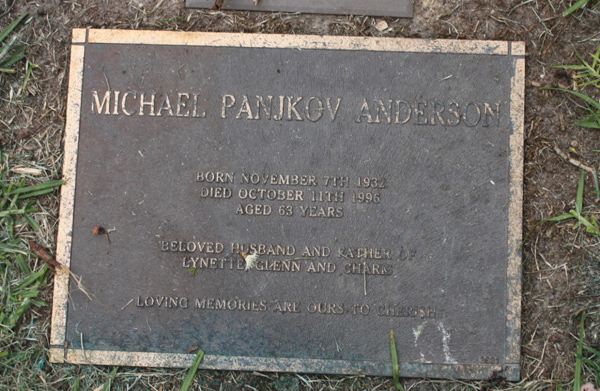 MICHAEL PANJKOV ANDERSON
BORN NOVEMBER 7TH 1932
DIED OCTOBER 11TH 1996
AGED 63 YEARS
BELOVED HUSBAND AND FATHER OF
LYNETTE, GLENN AND CHARIS
LOVING MEMORIES ARE OURS TO CHERISH